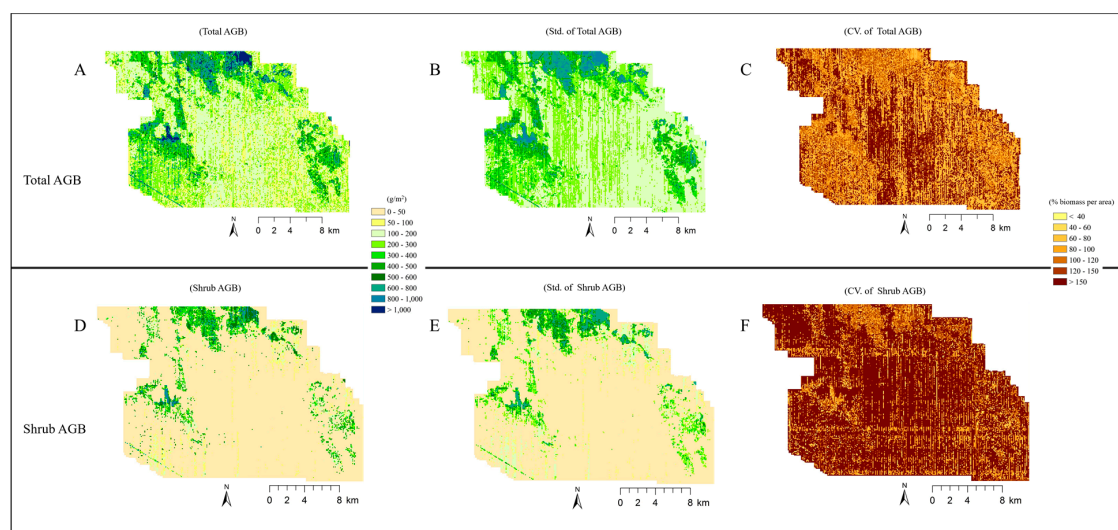 (Total AGB)
(Std. of Total AGB)
(CV. of Total AGB)
A
B
C
Total AGB
(g/m²)
0 - 50
50 - 100
100 - 200
200 - 300
300 - 400
400 - 500
500 - 600
600 - 800
800 - 1,000
> 1,000
(% biomass per area)
< 40
40 - 60
60 - 80
80 - 100
100 - 120
120 - 150
> 150
N
0 2 4 8 km
N
0 2 4 8 km
N
0 2 4 8 km
(Shrub AGB)
(Std. of Shrub AGB)
(CV. of Shrub AGB)
D
E
F
Shrub AGB
N
0 2 4 8 km
N
0 2 4 8 km
N
0 2 4 8 km